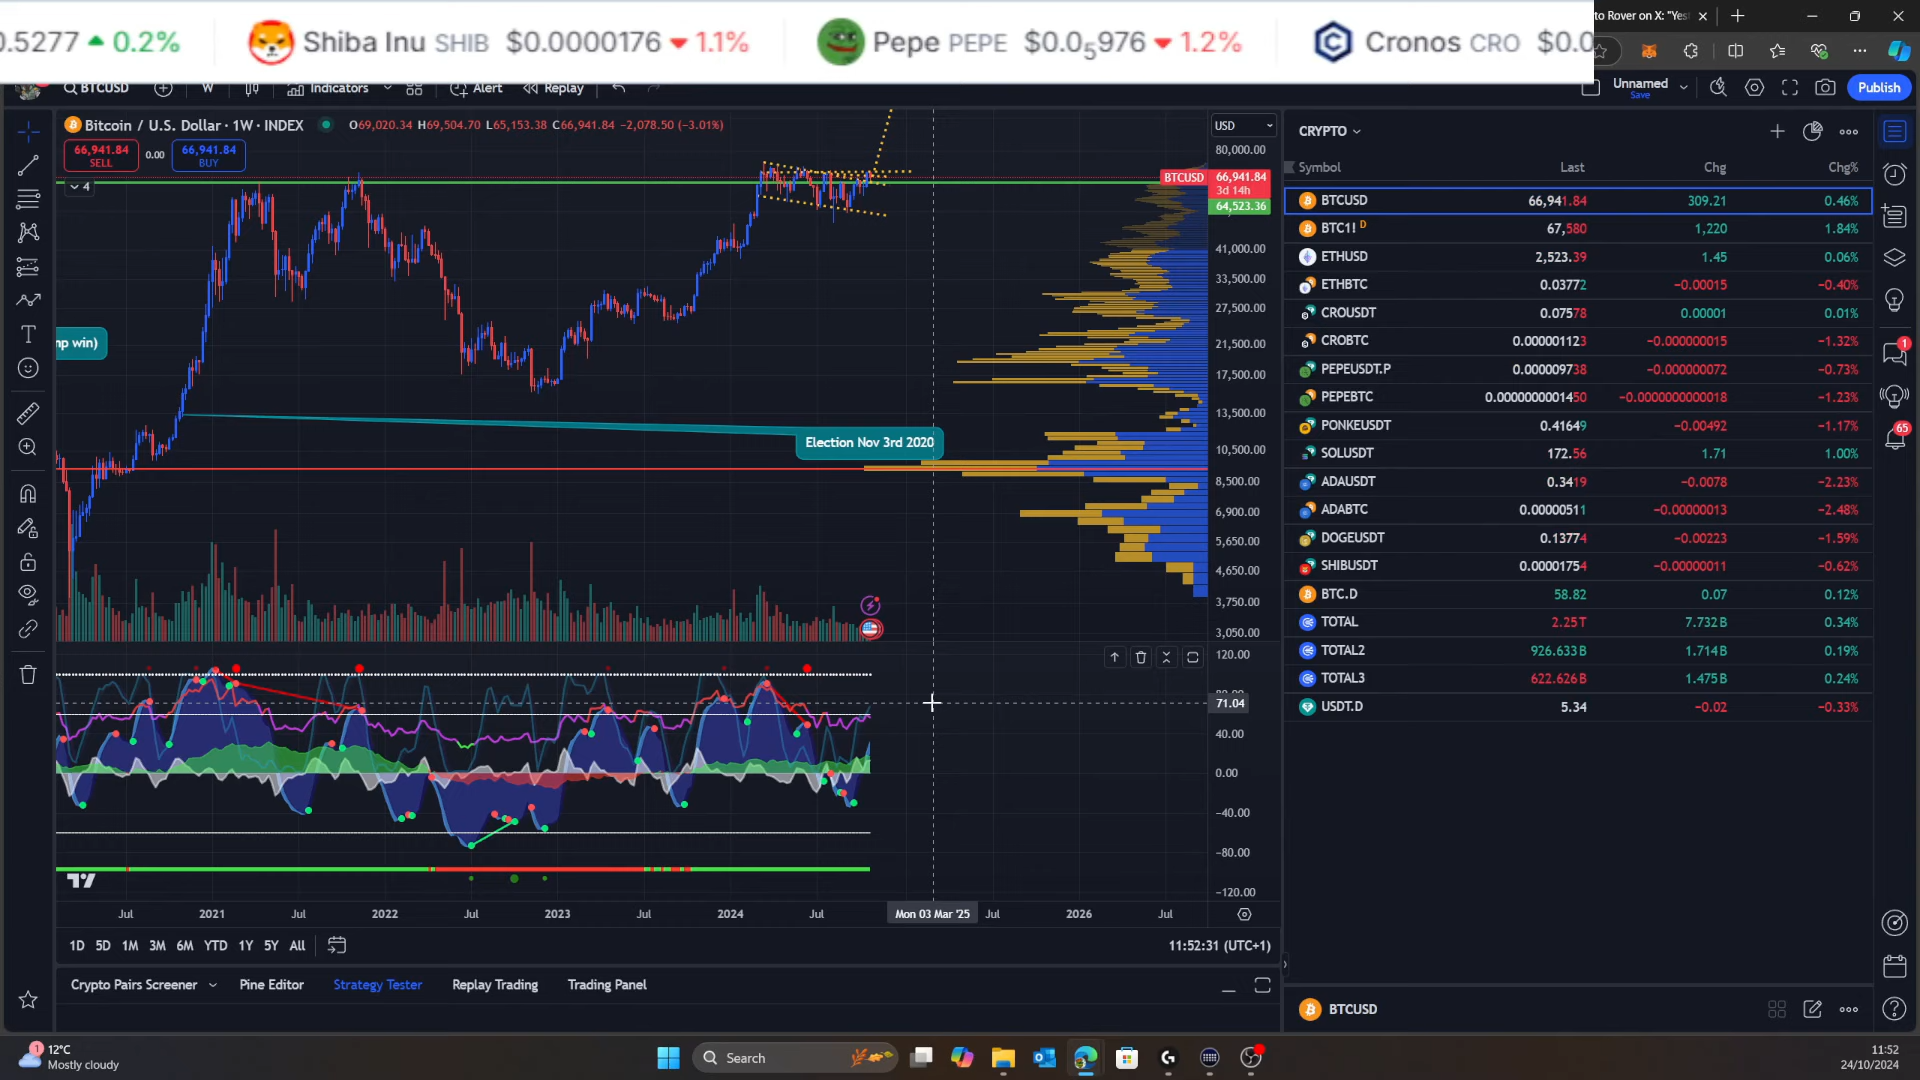 0.5277 ▲ 0.2% Shiba Inu SHIB $0.0000176 ▼ 1.1% Pepe PEPE $0.0₅976 ▼ 1.2% Cronos CRO $0.0
to Rover on X: "Yes
BTCUSD W Indicators Alert Replay
Unnamed
Save
Publish
Bitcoin / U.S. Dollar · 1W · INDEX O69,020.34 H69,504.70 L65,153.38 C66,941.84 −2,078.50 (−3.01%)
66,941.84
SELL
0.00
66,941.84
BUY
4
mp win)
Election Nov 3rd 2020
USD
80,000.00
BTCUSD 66,941.84
3d 14h
64,523.36
41,000.00
33,500.00
27,500.00
21,500.00
17,500.00
13,500.00
10,500.00
8,500.00
6,900.00
5,650.00
4,650.00
3,750.00
3,050.00
120.00
80.00
71.04
40.00
0.00
−40.00
−80.00
−120.00
Jul 2021 Jul 2022 Jul 2023 Jul 2024 Jul Mon 03 Mar '25 Jul 2026 Jul
1D 5D 1M 3M 6M YTD 1Y 5Y All
11:52:31 (UTC+1)
Crypto Pairs Screener Pine Editor Strategy Tester Replay Trading Trading Panel
CRYPTO
Symbol Last Chg Chg%
BTCUSD 66,941.84 309.21 0.46%
BTC1! D 67,580 1,220 1.84%
ETHUSD 2,523.39 1.45 0.06%
ETHBTC 0.03772 −0.00015 −0.40%
CROUSDT 0.07578 0.00001 0.01%
CROBTC 0.000001123 −0.000000015 −1.32%
PEPEUSDT.P 0.000009738 −0.000000072 −0.73%
PEPEBTC 0.00000000001450 −0.0000000000018 −1.23%
PONKEUSDT 0.41649 −0.00492 −1.17%
SOLUSDT 172.56 1.71 1.00%
ADAUSDT 0.3419 −0.0078 −2.23%
ADABTC 0.00000511 −0.00000013 −2.48%
DOGEUSDT 0.13774 −0.00223 −1.59%
SHIBUSDT 0.00001754 −0.00000011 −0.62%
BTC.D 58.82 0.07 0.12%
TOTAL 2.25T 7.732B 0.34%
TOTAL2 926.633B 1.714B 0.19%
TOTAL3 622.626B 1.475B 0.24%
USDT.D 5.34 −0.02 −0.33%
BTCUSD
1
65
1
12°C
Mostly cloudy
Search
11:52
24/10/2024